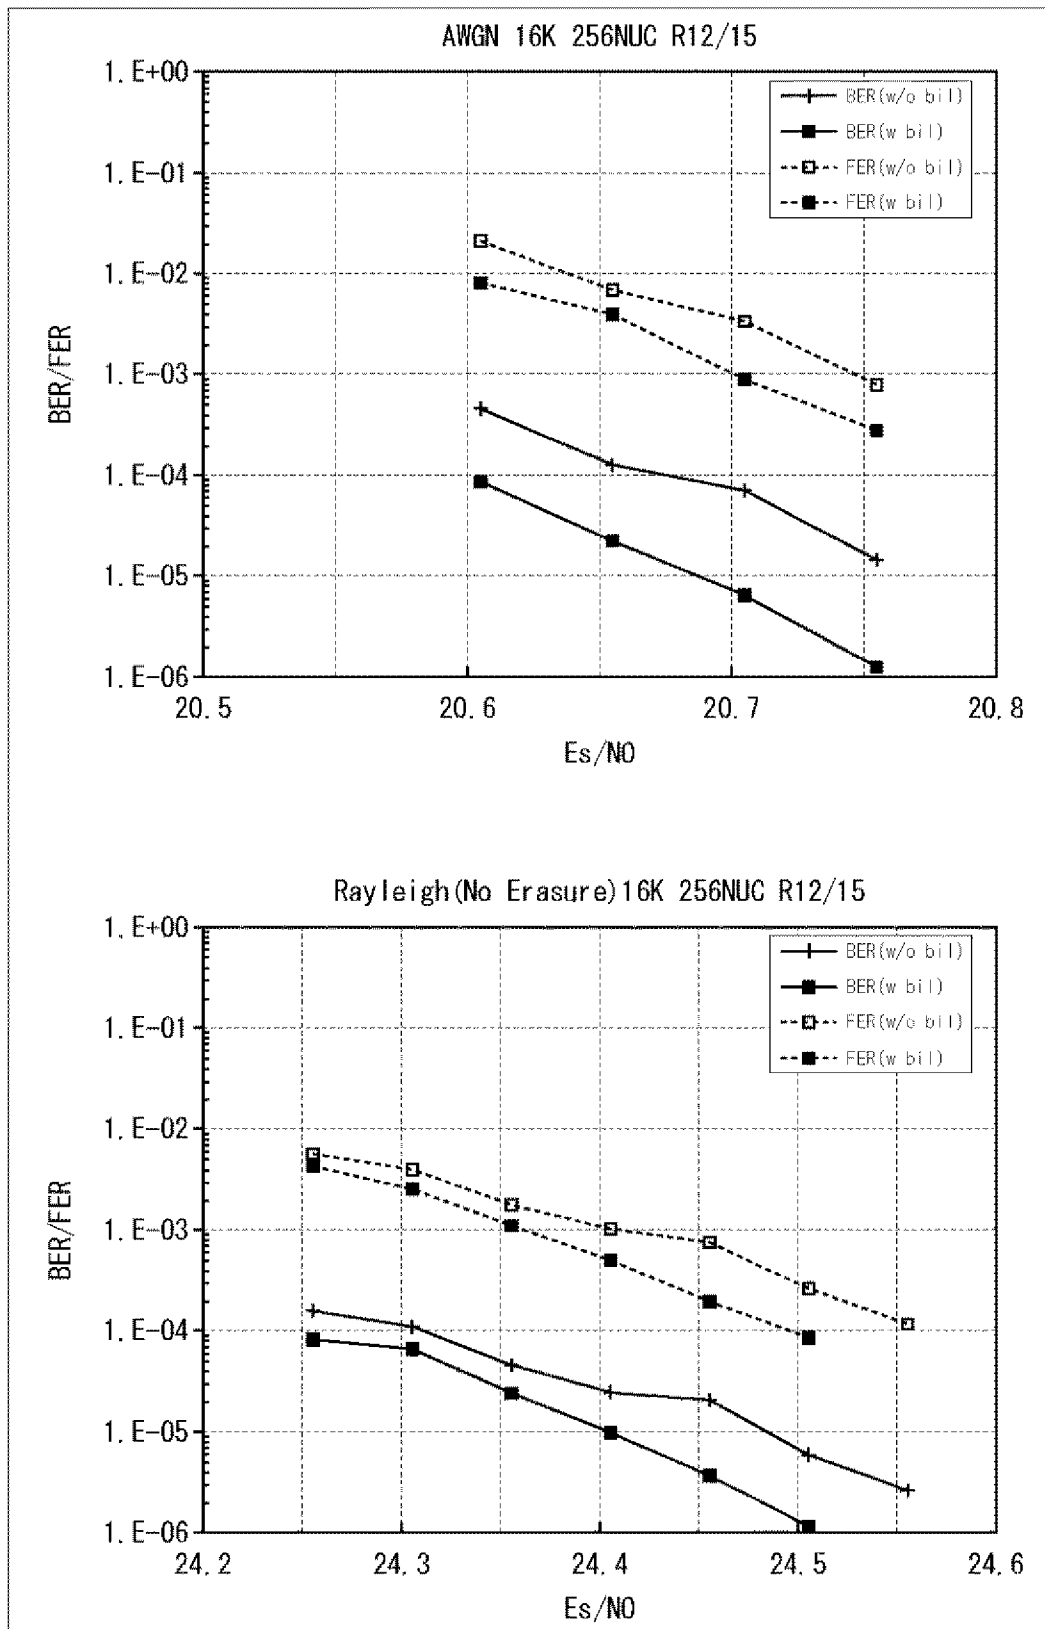 AWGN 16K 256NUC R12/15
1.E+00
1.E-01
1.E-02
1.E-03
1.E-04
1.E-05
1.E-06
BER/FER
BER(w/o bil)
BER(w bil)
FER(w/o bil)
FER(w bil)
20.5 20.6 20.7 20.8
Es/NO
Rayleigh(No Erasure)16K 256NUC R12/15
1.E+00
1.E-01
1.E-02
1.E-03
1.E-04
1.E-05
1.E-06
BER/FER
BER(w/o bil)
BER(w bil)
FER(w/o bil)
FER(w bil)
24.2 24.3 24.4 24.5 24.6
Es/NO